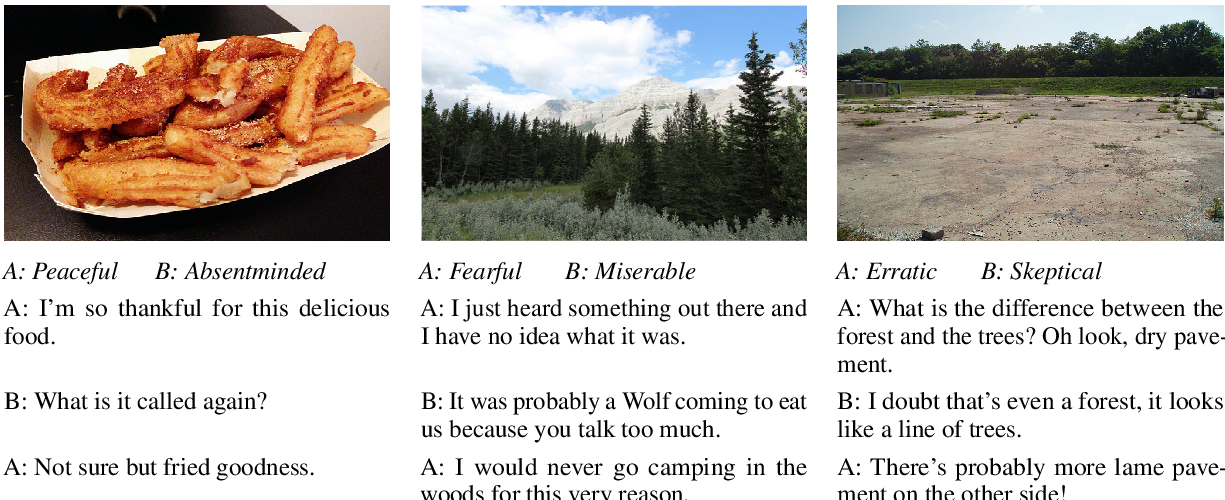 A: Peaceful B: Absentminded
A: I'm so thankful for this delicious
food.
B: What is it called again?
A: Not sure but fried goodness.
A: Fearful B: Miserable
A: I just heard something out there and
I have no idea what it was.
B: It was probably a Wolf coming to eat
us because you talk too much.
A: I would never go camping in the
woods for this very reason.
A: Erratic B: Skeptical
A: What is the difference between the
forest and the trees? Oh look, dry pave-
ment.
B: I doubt that's even a forest, it looks
like a line of trees.
A: There's probably more lame pave-
ment on the other side!